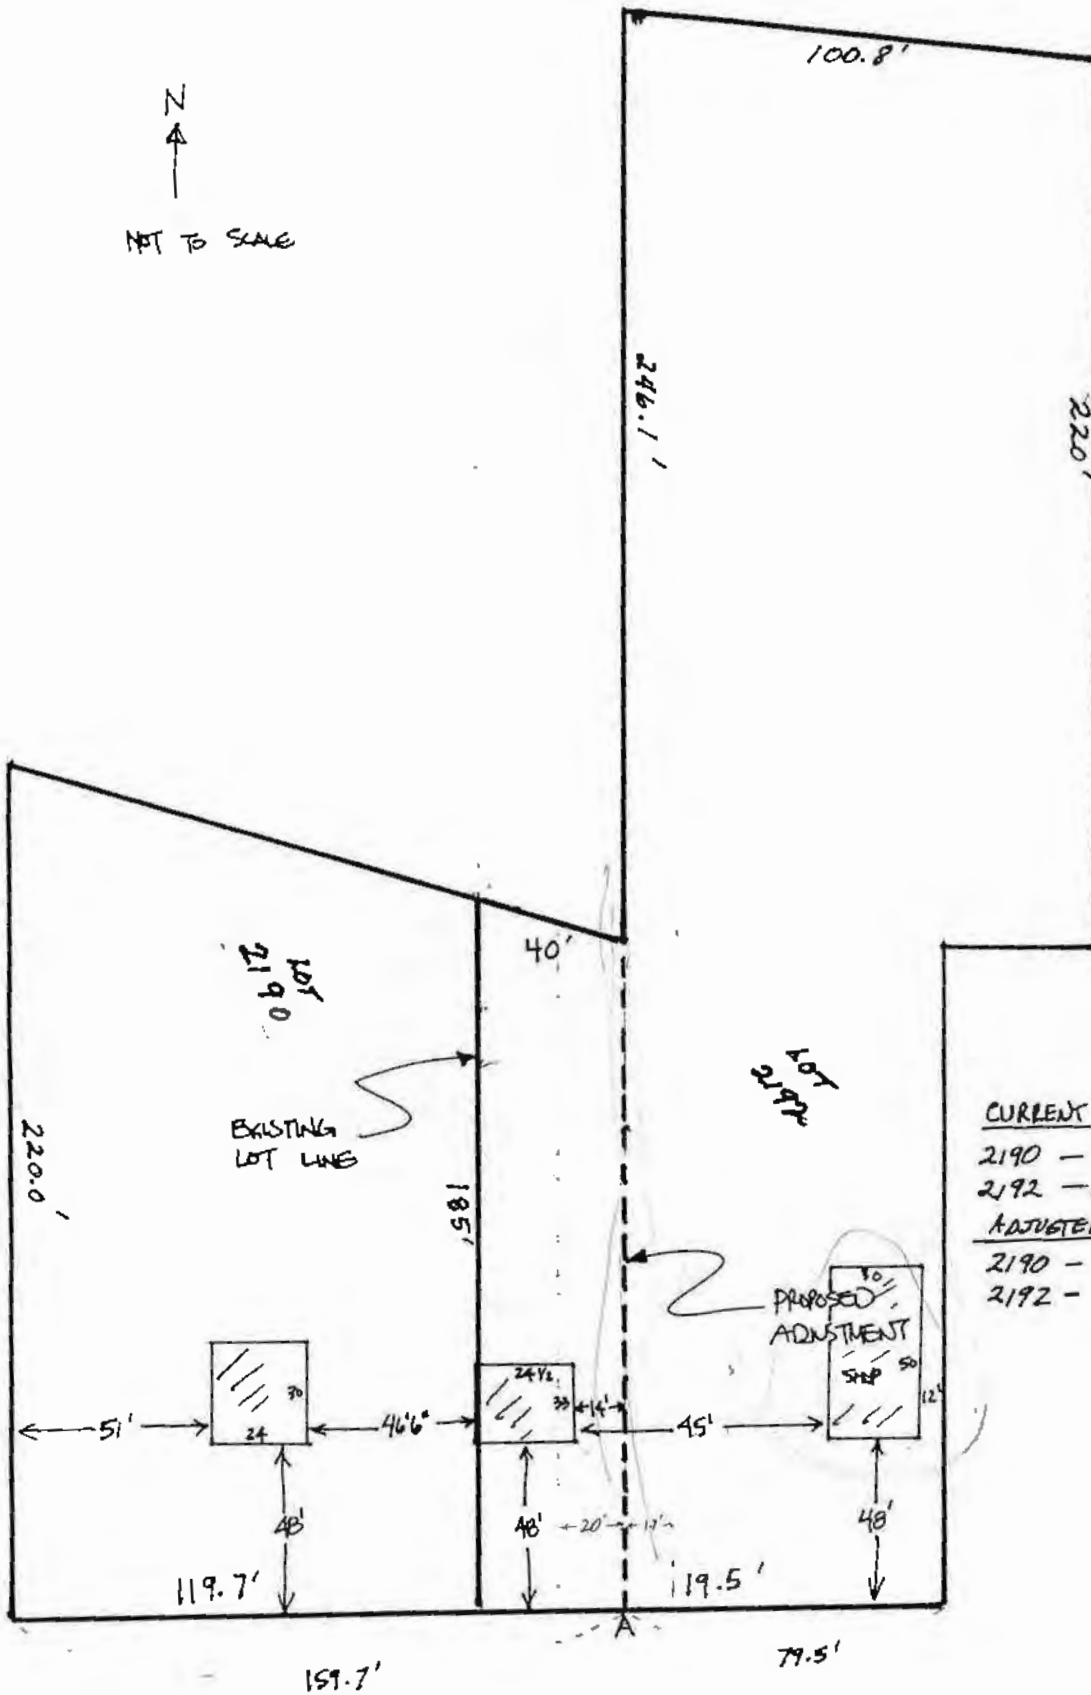 100.8'
N
NOT TO SCALE
246.1'
220'
40'
LOT
2190
LOT
2192
EXISTING
LOT LINE
220.0'
185'
CURRENT
2190 —
2192 —
ADJUSTE
2190 -
2192 -
PROPOSED
ADJUSTMENT
30
24
24 1/2
33
SHOP
50
12'
51'
46'6"
14'
45'
48'
48'
20'
48'
119.7'
119.5'
A
159.7'
79.5'